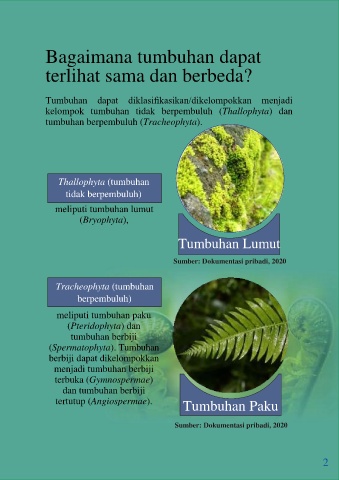 Bagaimana tumbuhan dapat
terlihat sama dan berbeda?
Tumbuhan dapat diklasifikasikan/dikelompokkan menjadi
kelompok tumbuhan tidak berpembuluh (Thallophyta) dan
tumbuhan berpembuluh (Tracheophyta).
Thallophyta (tumbuhan
tidak berpembuluh)
meliputi tumbuhan lumut
(Bryophyta),
Tumbuhan Lumut
Sumber: Dokumentasi pribadi, 2020
Tracheophyta (tumbuhan
berpembuluh)
meliputi tumbuhan paku
(Pteridophyta) dan
tumbuhan berbiji
(Spermatophyta). Tumbuhan
berbiji dapat dikelompokkan
menjadi tumbuhan berbiji
terbuka (Gymnospermae)
dan tumbuhan berbiji
tertutup (Angiospermae).
Tumbuhan Paku
Sumber: Dokumentasi pribadi, 2020
2